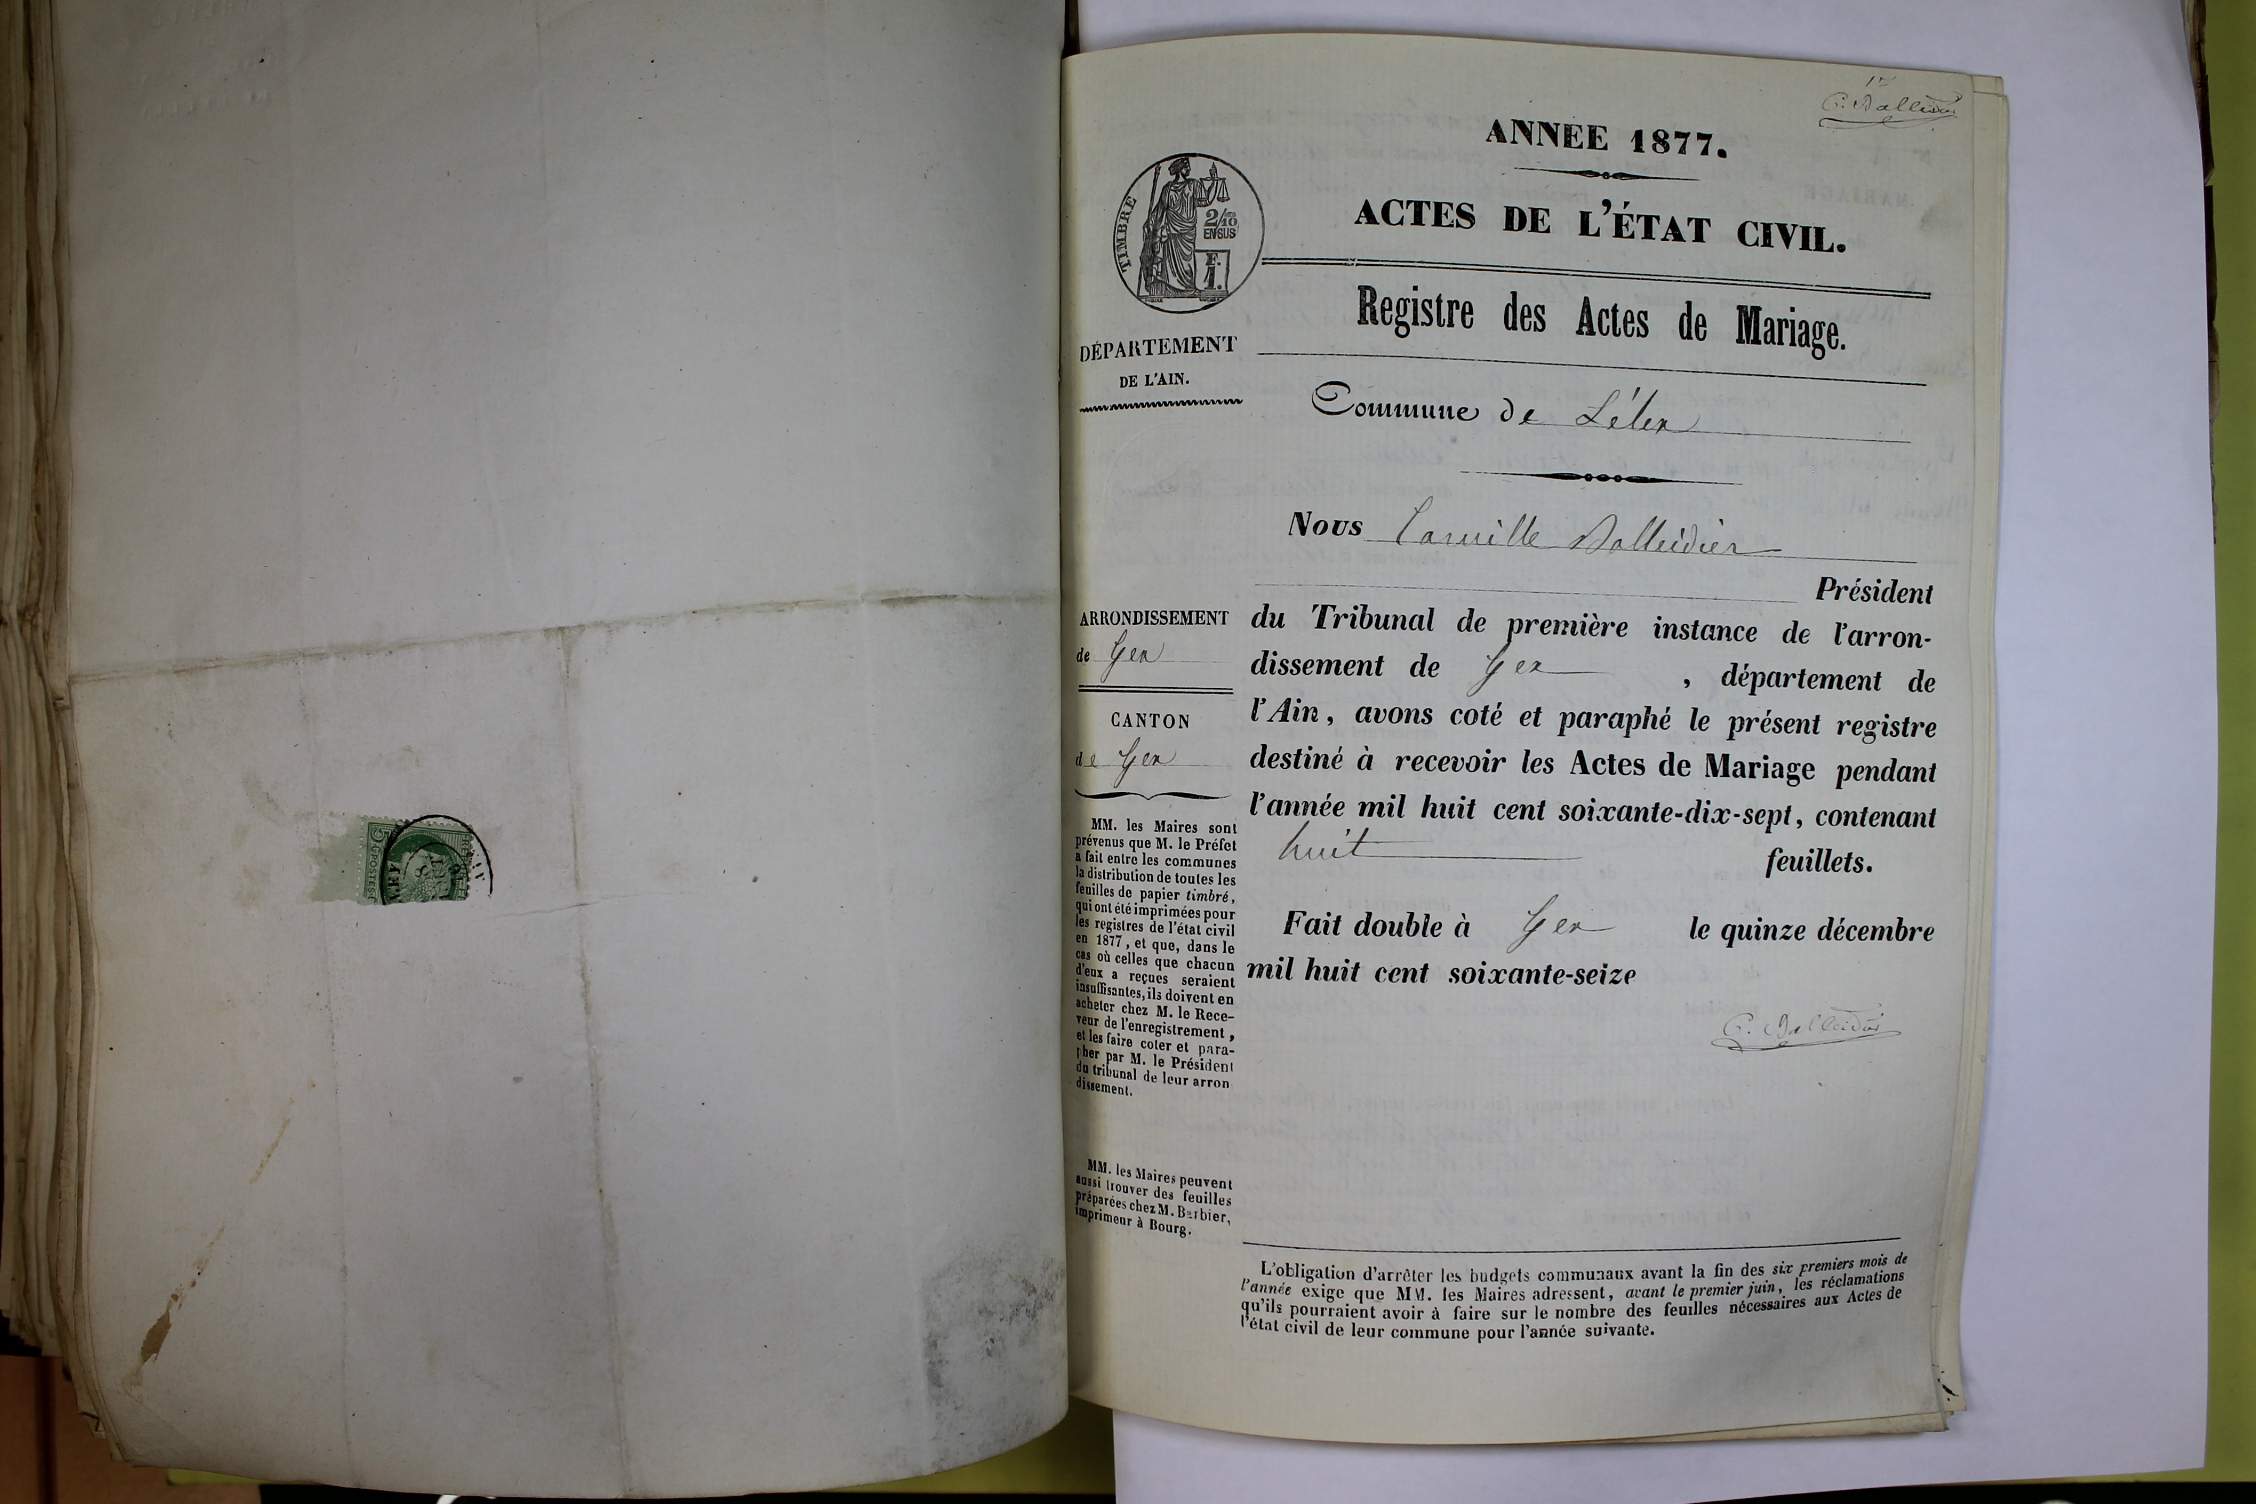 5
POSTES
1er
C. Balleidier
ANNÉE 1877.
ACTES DE L'ÉTAT CIVIL.
TIMBRE
2/10
EN SUS
F.
1.
Registre des Actes de Mariage.
DÉPARTEMENT
DE L'AIN.
Commune de Lélex
Nous Camille Balleidier
Président
du Tribunal de première instance de l'arron-
dissement de Gex , département de
l'Ain, avons coté et paraphé le présent registre
destiné à recevoir les Actes de Mariage pendant
l'année mil huit cent soixante-dix-sept, contenant
huit feuillets.
Fait double à Gex le quinze décembre
mil huit cent soixante-seize
C. Balleidier
ARRONDISSEMENT
de Gex
CANTON
de Gex
MM. les Maires sont
prévenus que M. le Préfet
a fait entre les communes
la distribution de toutes les
feuilles de papier timbré,
qui ont été imprimées pour
les registres de l'état civil
en 1877, et que, dans le
cas où celles que chacun
d'eux a reçues seraient
insuffisantes, ils doivent en
acheter chez M. le Rece-
veur de l'enregistrement,
et les faire coter et para-
pher par M. le Président
du tribunal de leur arron
dissement.
MM. les Maires peuvent
aussi trouver des feuilles
préparées chez M. Barbier,
imprimeur à Bourg.
L'obligation d'arrêter les budgets communaux avant la fin des six premiers mois de
l'année exige que MM. les Maires adressent, avant le premier juin, les réclamations
qu'ils pourraient avoir à faire sur le nombre des feuilles nécessaires aux Actes de
l'état civil de leur commune pour l'année suivante.